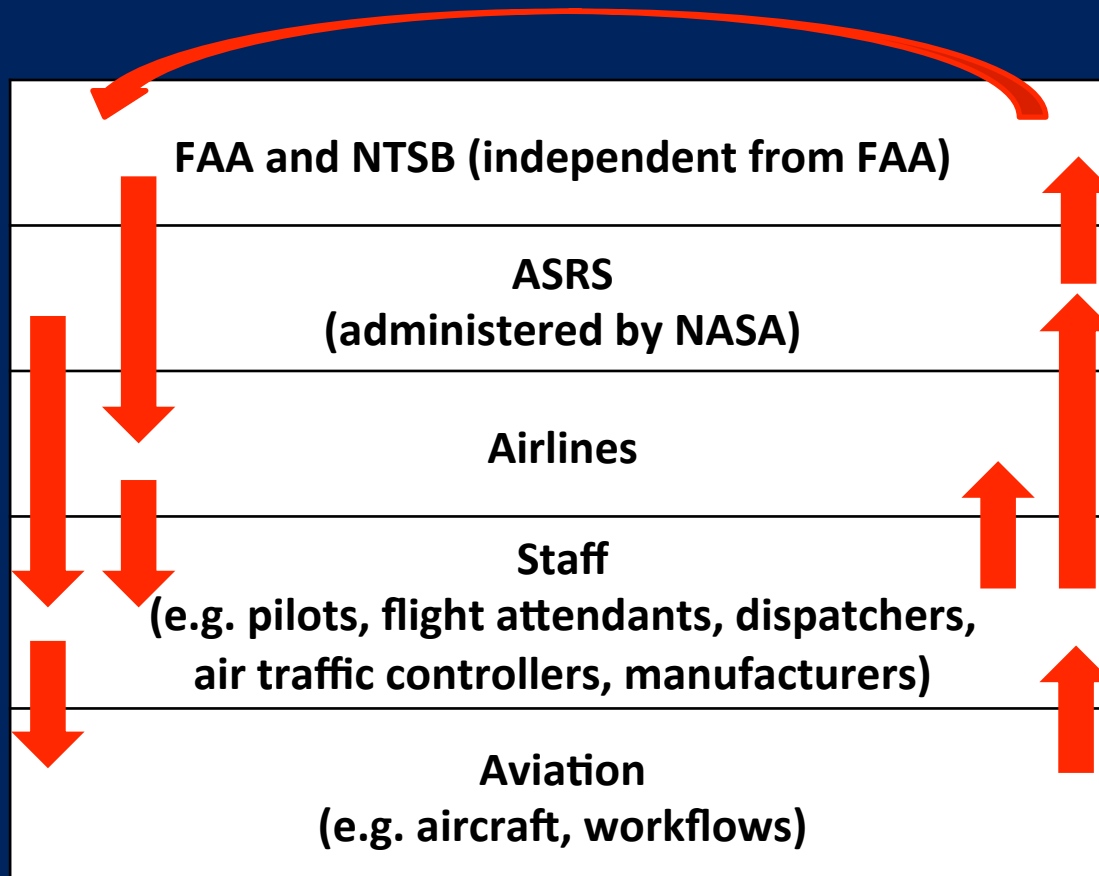 FAA and NTSB (independent from FAA)
ASRS
(administered by NASA)
Airlines
Staff
(e.g. pilots, flight attendants, dispatchers,
air traffic controllers, manufacturers)
Aviation
(e.g. aircraft, workflows)